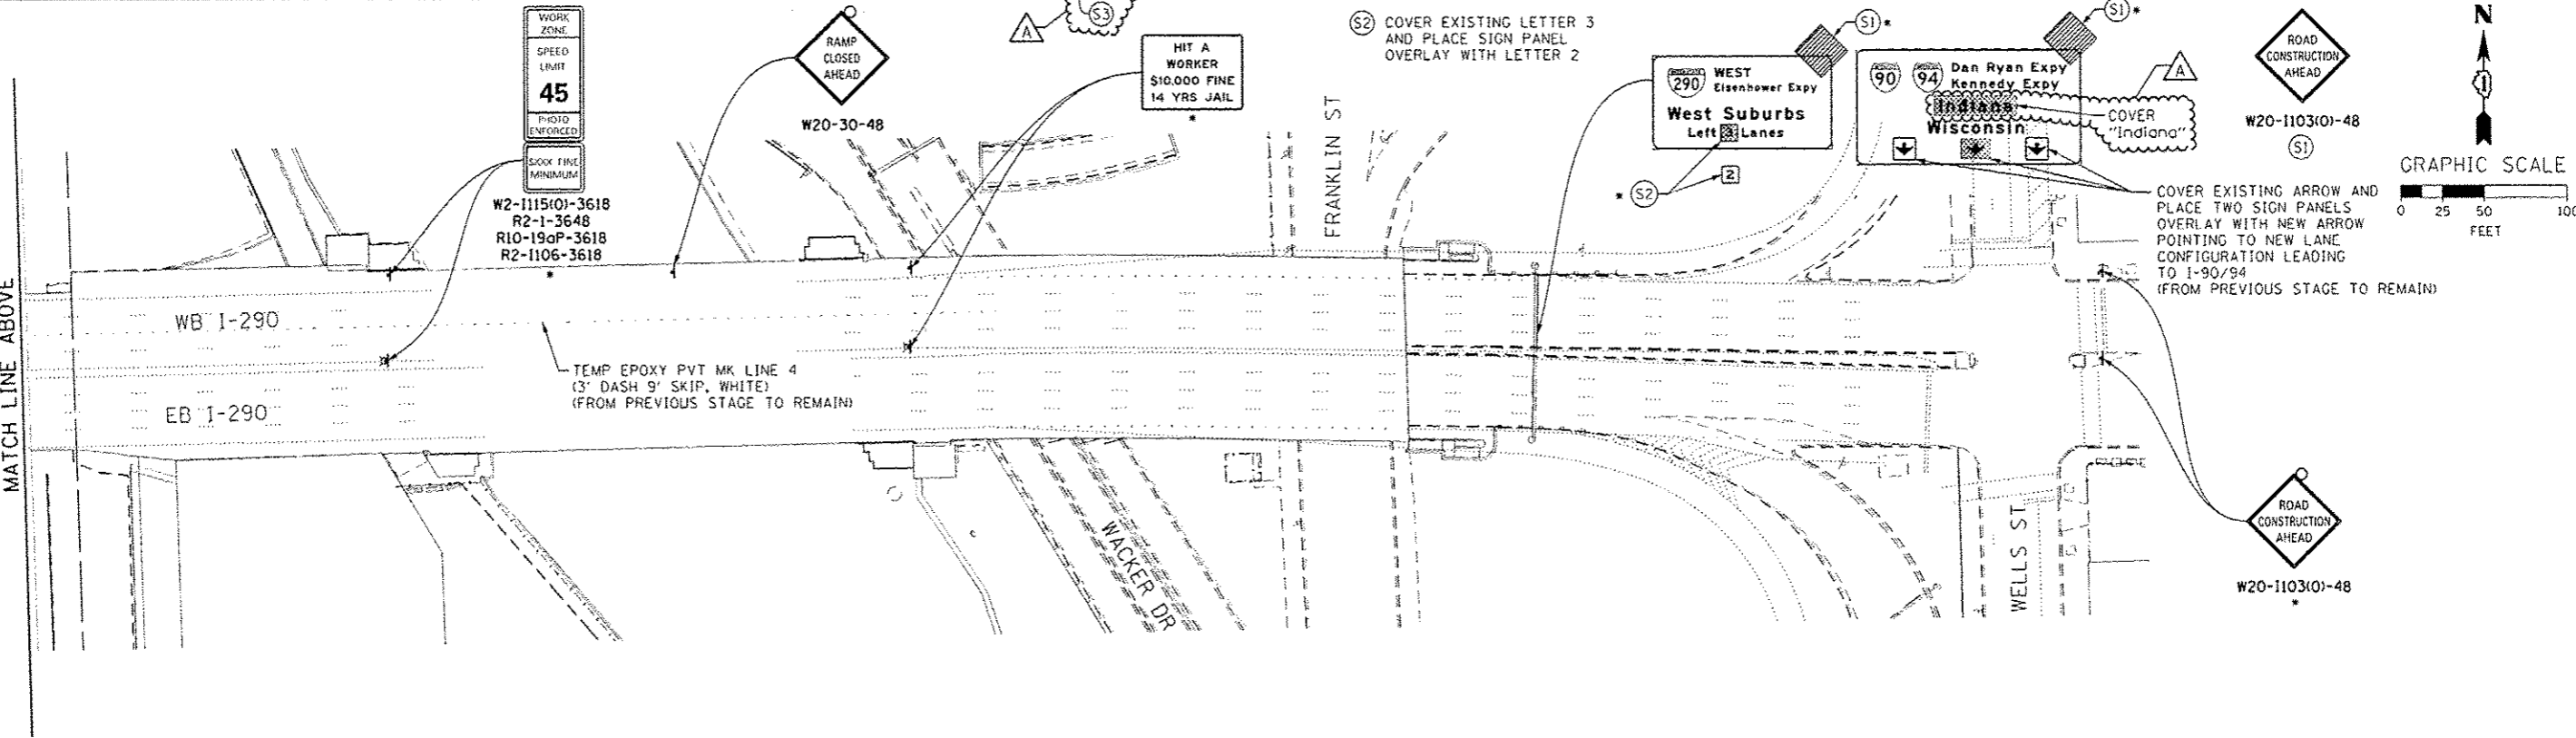 WORK
ZONE
SPEED
LIMIT
45
PHOTO
ENFORCED
$XXX FINE
MINIMUM
W2-I115(O)-3618
R2-1-3648
R10-19aP-3618
R2-I106-3618
*
RAMP
CLOSED
AHEAD
W20-30-48
A
S3
HIT A
WORKER
$10,000 FINE
14 YRS JAIL
*
S2 COVER EXISTING LETTER 3
AND PLACE SIGN PANEL
OVERLAY WITH LETTER 2
FRANKLIN ST
S1 *
290 WEST
Eisenhower Expy
West Suburbs
Left 3 Lanes
* S2
2
S1 *
90 94 Dan Ryan Expy
Kennedy Expy
Indiana
Wisconsin
A
COVER
"Indiana"
ROAD
CONSTRUCTION
AHEAD
W20-I103(O)-48
S1
N
GRAPHIC SCALE
0 25 50 100
FEET
COVER EXISTING ARROW AND
PLACE TWO SIGN PANELS
OVERLAY WITH NEW ARROW
POINTING TO NEW LANE
CONFIGURATION LEADING
TO I-90/94
(FROM PREVIOUS STAGE TO REMAIN)
MATCH LINE ABOVE
WB I-290
EB I-290
TEMP EPOXY PVT MK LINE 4
(3' DASH 9' SKIP, WHITE)
(FROM PREVIOUS STAGE TO REMAIN)
WACKER DR
WELLS ST
ROAD
CONSTRUCTION
AHEAD
W20-I103(O)-48
*